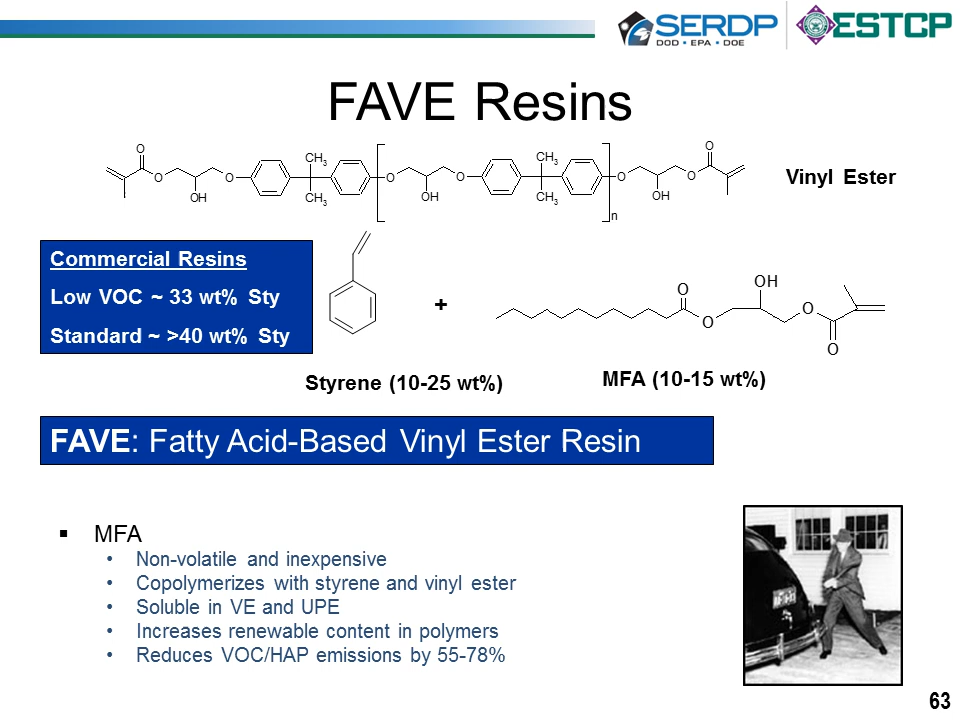 SERDP
DOD • EPA • DOE
ESTCP
FAVE Resins
O O OH O CH3 CH3 O OH O CH3 CH3 O OH O O n
Vinyl Ester
Commercial Resins
Low VOC ~ 33 wt% Sty
Standard ~ >40 wt% Sty
+
O O OH O O
Styrene (10-25 wt%)
MFA (10-15 wt%)
FAVE: Fatty Acid-Based Vinyl Ester Resin
▪ MFA
• Non-volatile and inexpensive
• Copolymerizes with styrene and vinyl ester
• Soluble in VE and UPE
• Increases renewable content in polymers
• Reduces VOC/HAP emissions by 55-78%
63